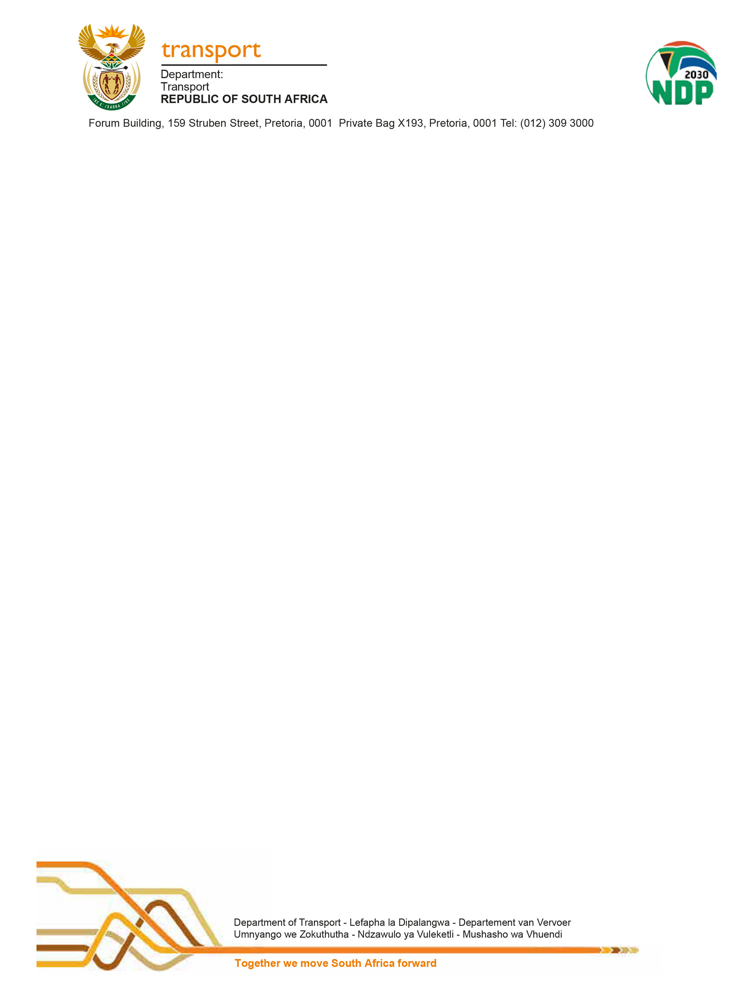 transport
Department:
Transport
REPUBLIC OF SOUTH AFRICA
2030
NDP
!KE E: /XARRA //KE
Forum Building, 159 Struben Street, Pretoria, 0001  Private Bag X193, Pretoria, 0001 Tel: (012) 309 3000
Department of Transport - Lefapha la Dipalangwa - Departement van Vervoer
Umnyango we Zokuthutha - Ndzawulo ya Vuleketli - Mushasho wa Vhuendi
Together we move South Africa forward